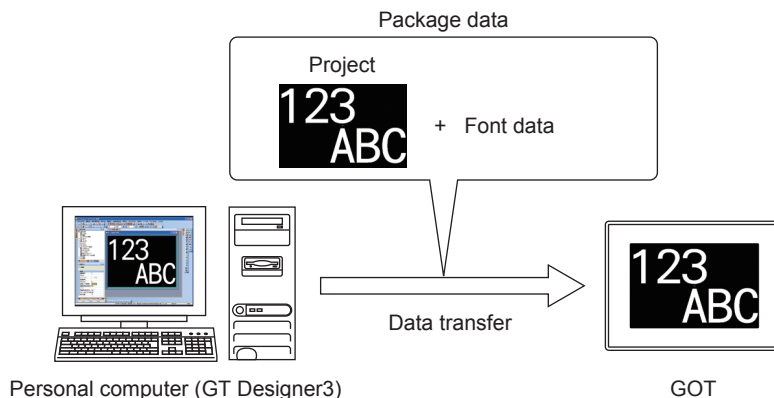 Package data
Project
123
ABC
+ Font data
123
ABC
123
ABC
Data transfer
Personal computer (GT Designer3)
GOT